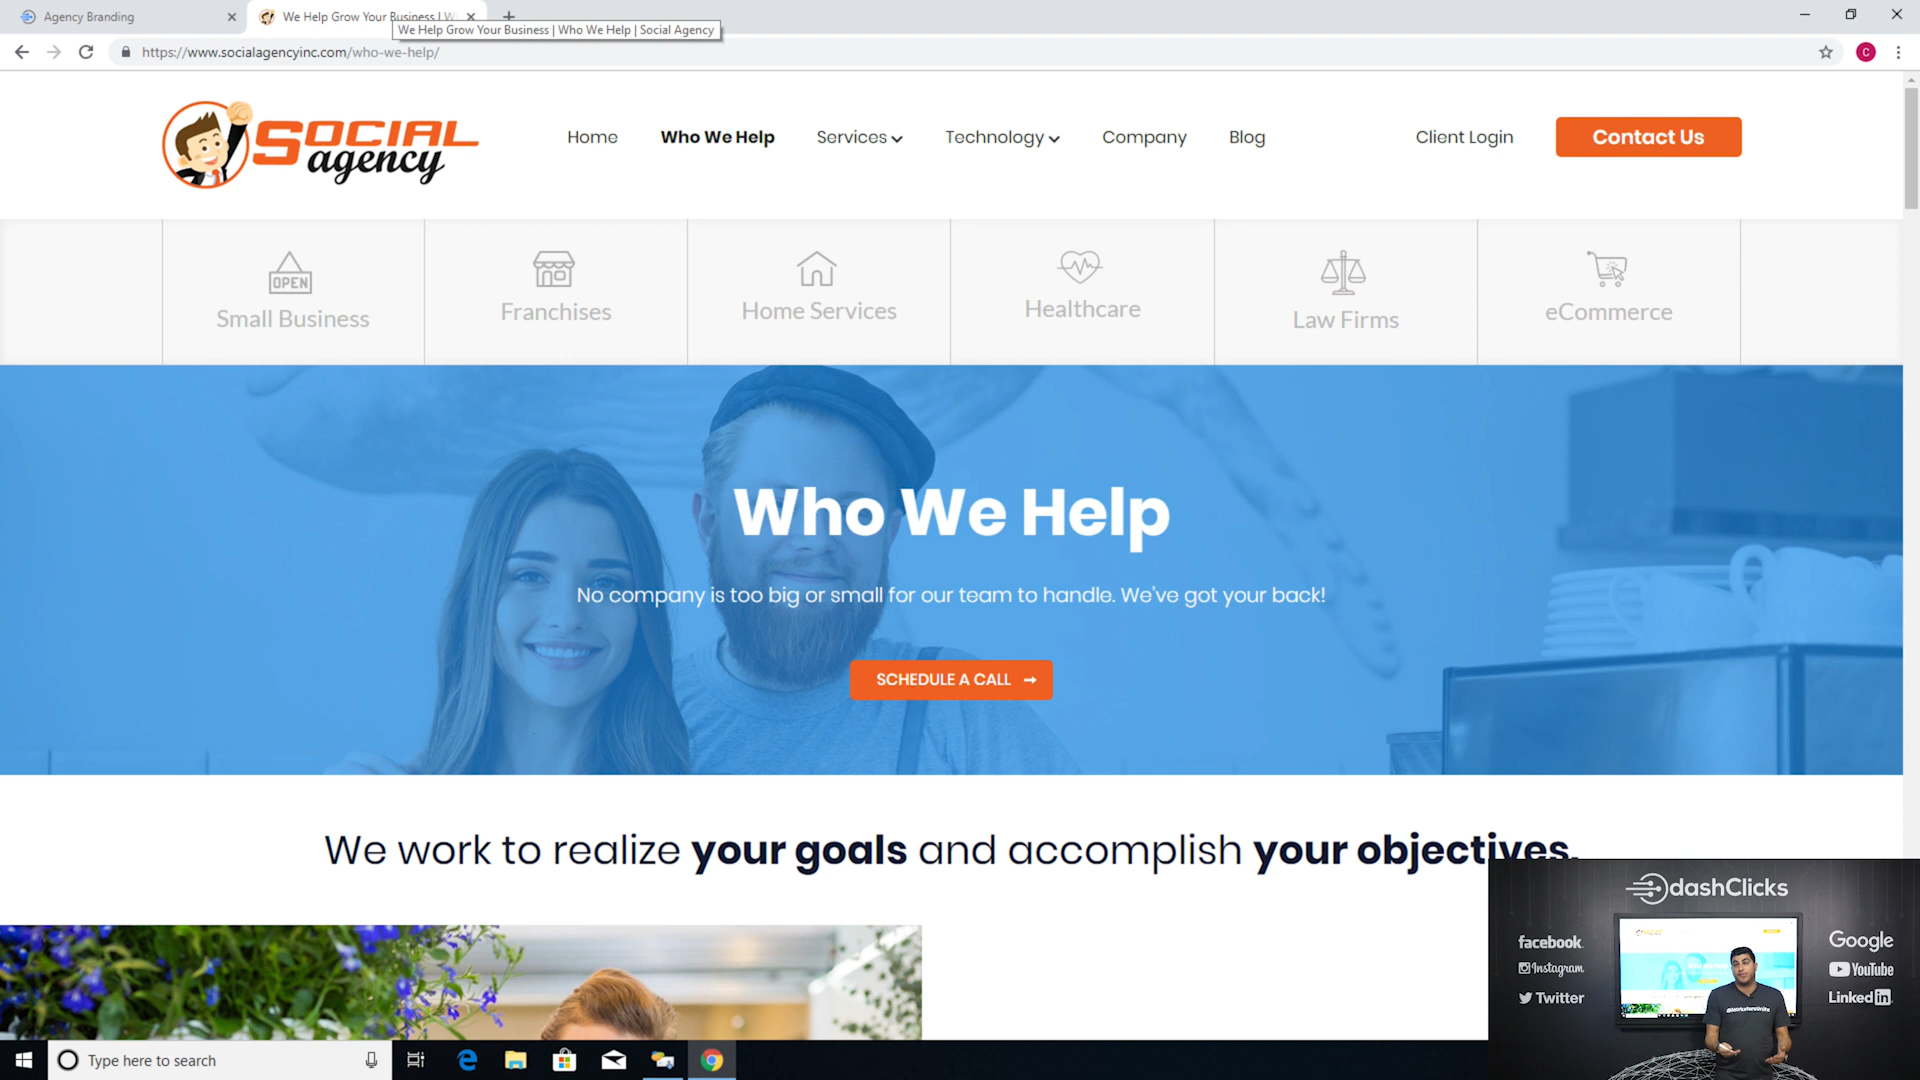 Agency Branding
We Help Grow Your Business | W
We Help Grow Your Business | Who We Help | Social Agency
https://www.socialagencyinc.com/who-we-help/
C
SOCIAL
agency
Home
Who We Help
Services
Technology
Company
Blog
Client Login
Contact Us
OPEN
Small Business
Franchises
Home Services
Healthcare
Law Firms
eCommerce
Who We Help
No company is too big or small for our team to handle. We've got your back!
SCHEDULE A CALL
We work to realize your goals and accomplish your objectives.
dashClicks
facebook
Instagram
Twitter
Google
YouTube
Linked in
Type here to search